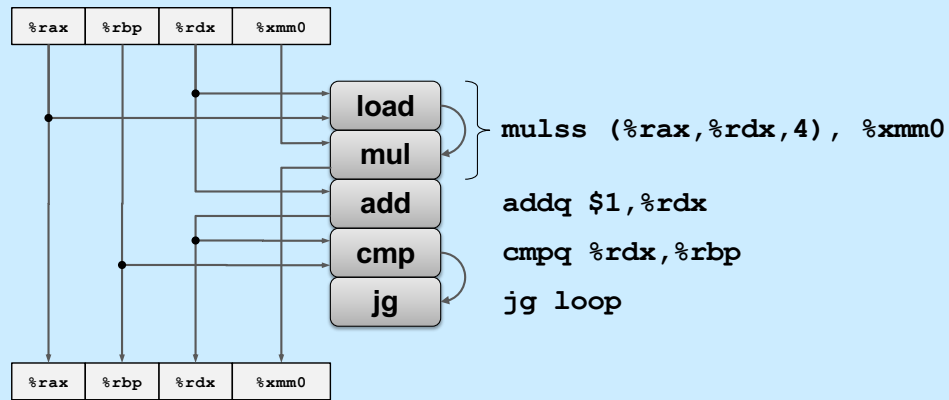 %rax %rbp %rdx %xmm0
load
mul
mulss (%rax,%rdx,4), %xmm0
add addq $1,%rdx
cmp cmpq %rdx,%rbp
jg jg loop
%rax %rbp %rdx %xmm0